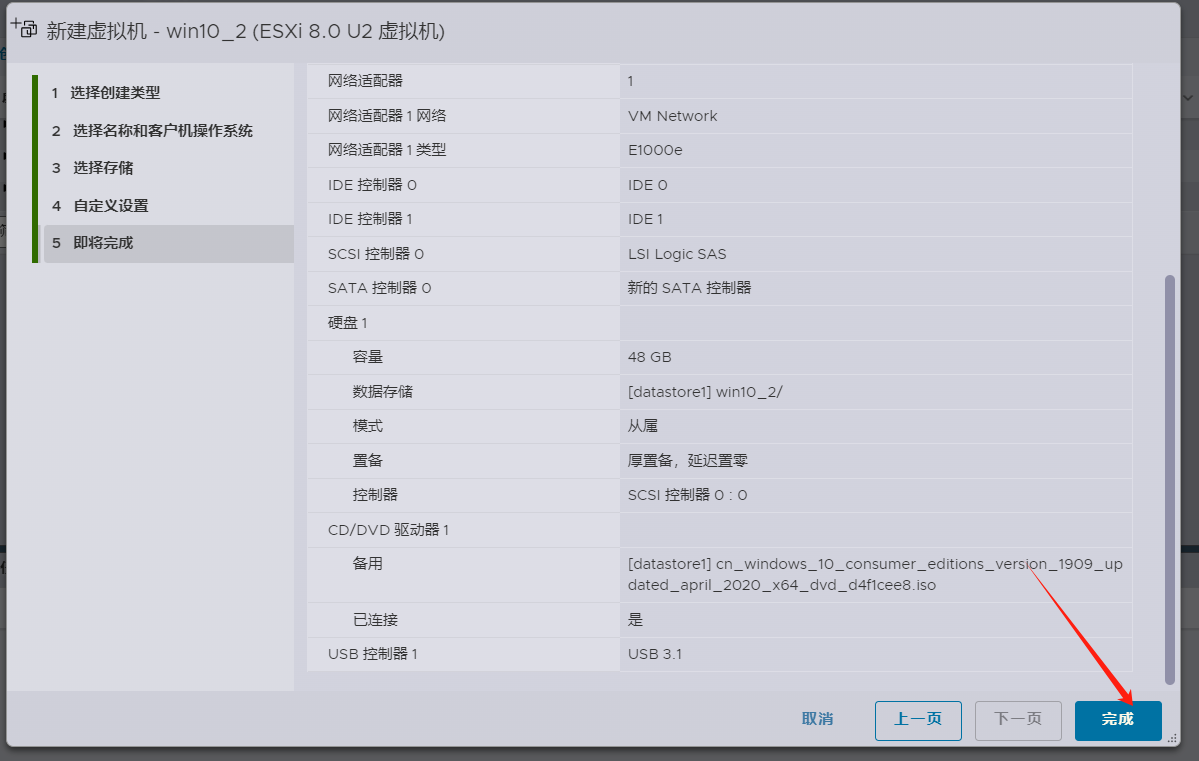 新建虚拟机 - win10_2 (ESXi 8.0 U2 虚拟机)
1 选择创建类型
2 选择名称和客户机操作系统
3 选择存储
4 自定义设置
5 即将完成
网络适配器 1
网络适配器 1 网络 VM Network
网络适配器 1 类型 E1000e
IDE 控制器 0 IDE 0
IDE 控制器 1 IDE 1
SCSI 控制器 0 LSI Logic SAS
SATA 控制器 0 新的 SATA 控制器
硬盘 1
容量 48 GB
数据存储 [datastore1] win10_2/
模式 从属
置备 厚置备，延迟置零
控制器 SCSI 控制器 0 : 0
CD/DVD 驱动器 1
备用 [datastore1] cn_windows_10_consumer_editions_version_1909_up
dated_april_2020_x64_dvd_d4f1cee8.iso
已连接 是
USB 控制器 1 USB 3.1
取消 上一页 下一页 完成